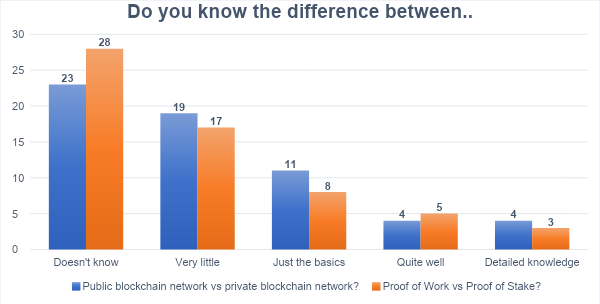 Do you know the difference between..
30
25
20
15
10
5
0
23
28
19
17
11
8
4
5
4
3
Doesn't know
Very little
Just the basics
Quite well
Detailed knowledge
Public blockchain network vs private blockchain network?
Proof of Work vs Proof of Stake?